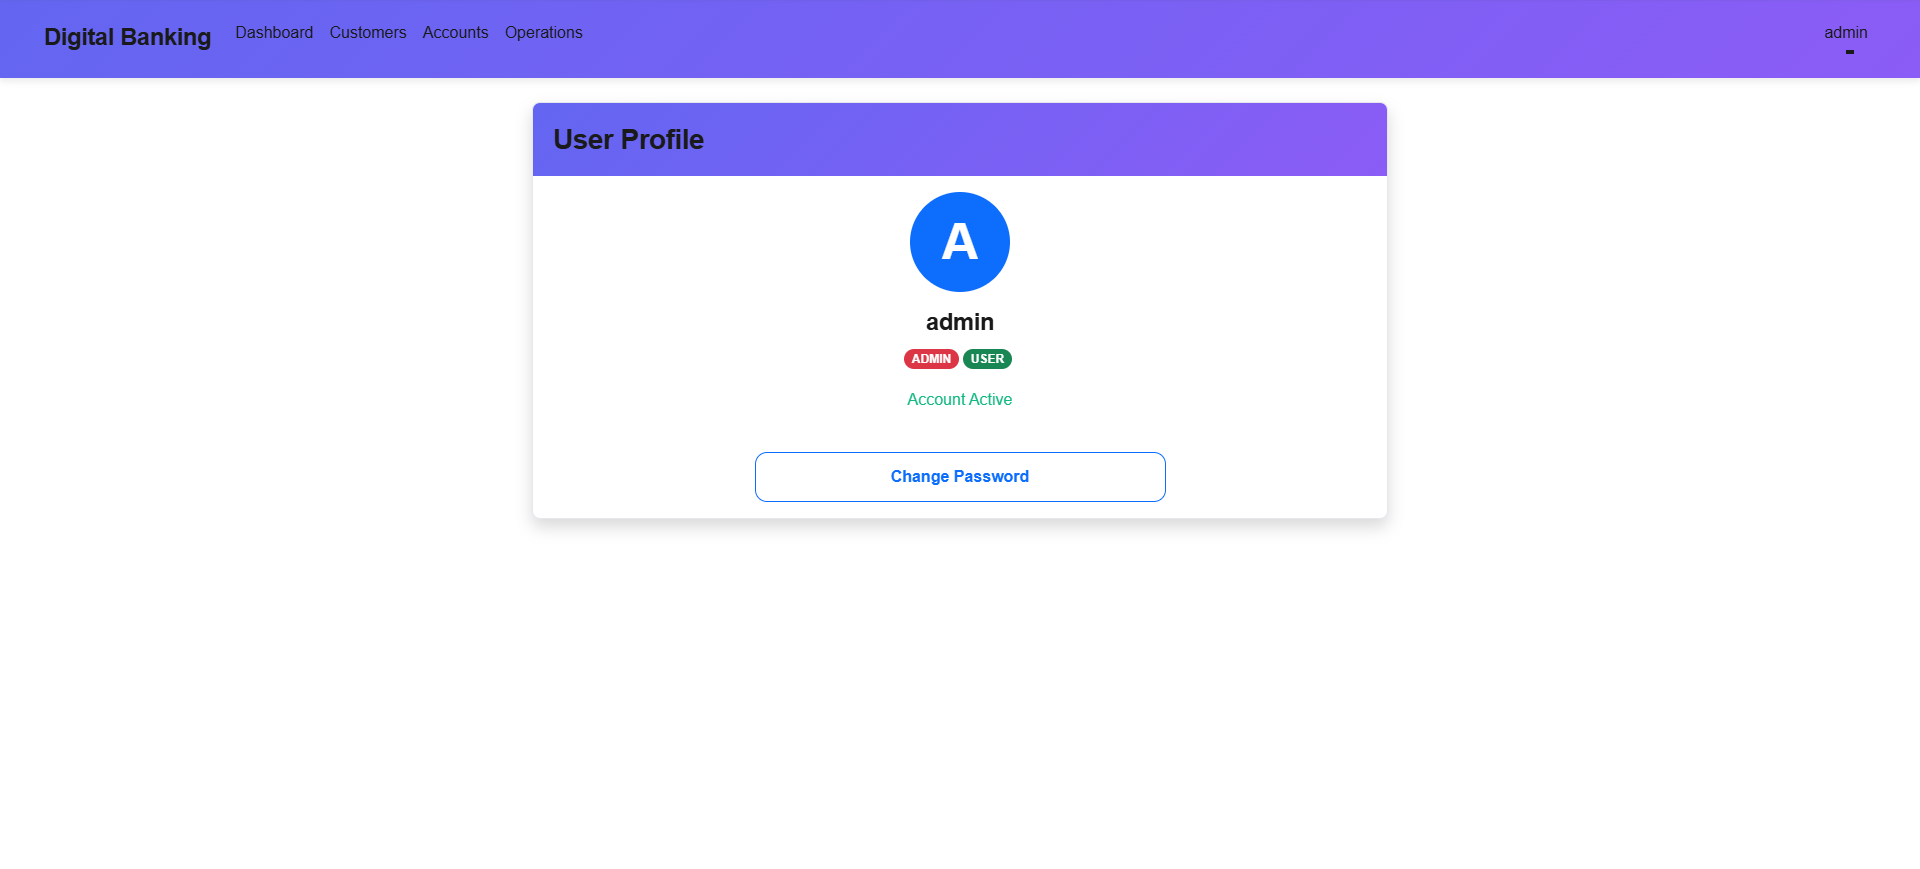 Digital Banking Dashboard Customers Accounts Operations admin
User Profile
A
admin
ADMIN USER
Account Active
Change Password